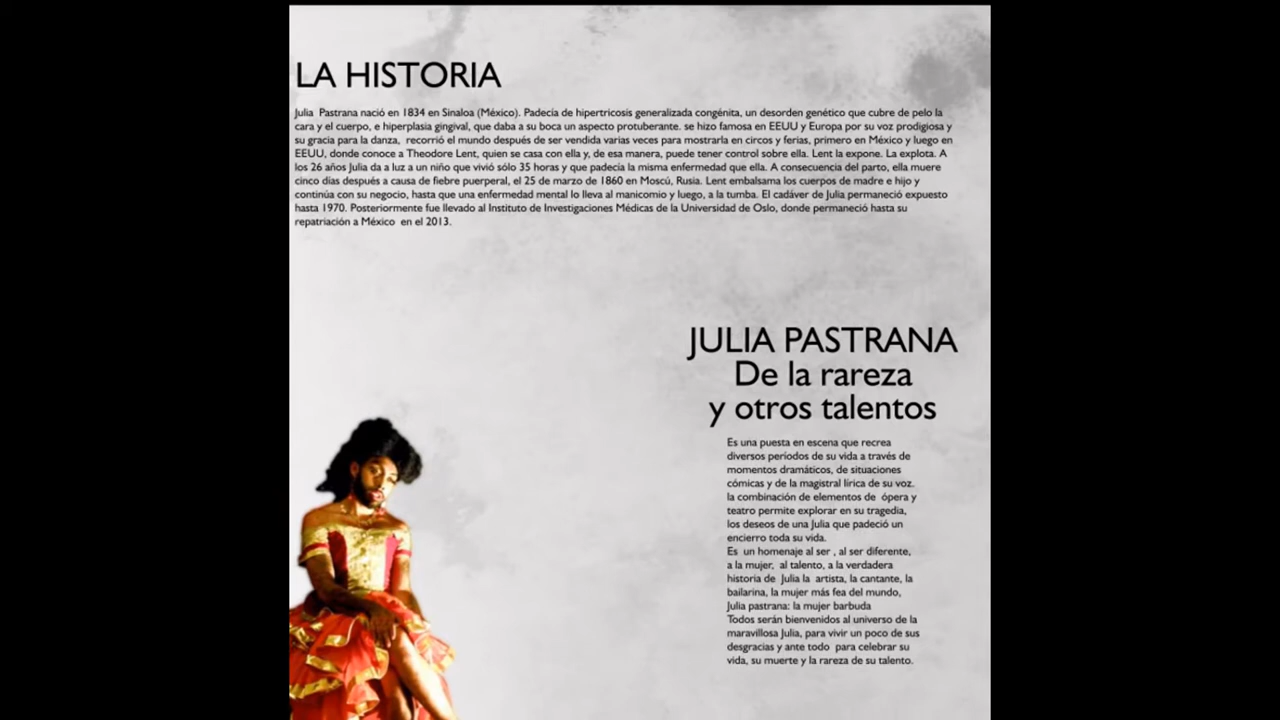 LA HISTORIA
Julia  Pastrana nació en 1834 en Sinaloa (México). Padecía de hipertricosis generalizada congénita, un desorden genético que cubre de pelo la
cara y el cuerpo, e hiperplasia gingival, que daba a su boca un aspecto protuberante. se hizo famosa en EEUU y Europa por su voz prodigiosa y
su gracia para la danza,  recorrió el mundo después de ser vendida varias veces para mostrarla en circos y ferias, primero en México y luego en
EEUU, donde conoce a Theodore Lent, quien se casa con ella y, de esa manera, puede tener control sobre ella. Lent la expone. La explota. A
los 26 años Julia da a luz a un niño que vivió sólo 35 horas y que padecía la misma enfermedad que ella. A consecuencia del parto, ella muere
cinco días después a causa de fiebre puerperal, el 25 de marzo de 1860 en Moscú, Rusia. Lent embalsama los cuerpos de madre e hijo y
continúa con su negocio, hasta que una enfermedad mental lo lleva al manicomio y luego, a la tumba. El cadáver de Julia permaneció expuesto
hasta 1970. Posteriormente fue llevado al Instituto de Investigaciones Médicas de la Universidad de Oslo, donde permaneció hasta su
repatriación a México  en el 2013.
JULIA PASTRANA
De la rareza
y otros talentos
Es una puesta en escena que recrea
diversos períodos de su vida a través de
momentos dramáticos, de situaciones
cómicas y de la magistral lírica de su voz.
la combinación de elementos de  ópera y
teatro permite explorar en su tragedia,
los deseos de una Julia que padeció un
encierro toda su vida.
Es  un homenaje al ser , al ser diferente,
a la mujer,  al talento, a la verdadera
historia de  Julia la  artista, la cantante, la
bailarina, la mujer más fea del mundo,
Julia pastrana: la mujer barbuda
Todos serán bienvenidos al universo de la
maravillosa Julia, para vivir un poco de sus
desgracias y ante todo  para celebrar su
vida, su muerte y la rareza de su talento.